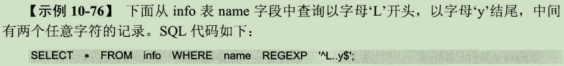 【示例 10-76】 下面从 info 表 name 字段中查询以字母‘L’开头，以字母‘y’结尾，中间
有两个任意字符的记录。SQL 代码如下：
SELECT * FROM info WHERE name REGEXP '^L..y$';